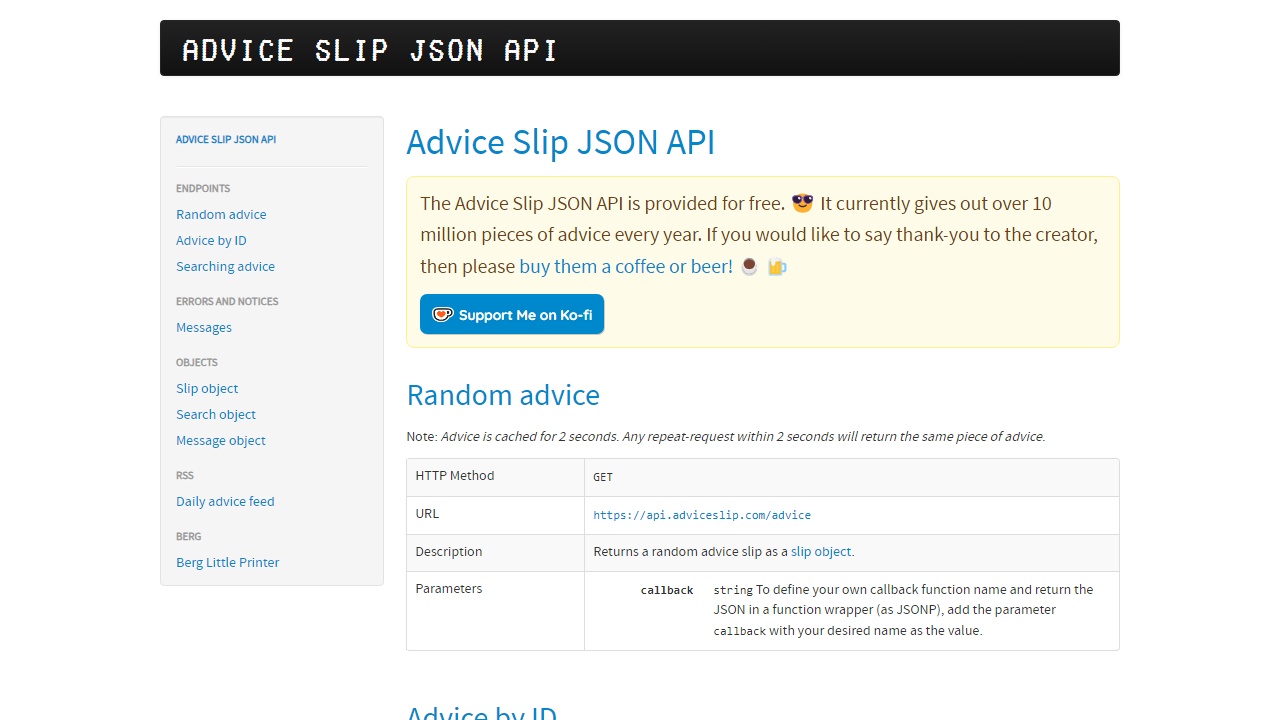 ADVICE SLIP JSON API
ADVICE SLIP JSON API
ENDPOINTS
Random advice
Advice by ID
Searching advice
ERRORS AND NOTICES
Messages
OBJECTS
Slip object
Search object
Message object
RSS
Daily advice feed
BERG
Berg Little Printer
Advice Slip JSON API
The Advice Slip JSON API is provided for free. 😎 It currently gives out over 10
million pieces of advice every year. If you would like to say thank-you to the creator,
then please buy them a coffee or beer! ☕ 🍺
Support Me on Ko-fi
Random advice
Note: Advice is cached for 2 seconds. Any repeat-request within 2 seconds will return the same piece of advice.
HTTP Method GET
URL https://api.adviceslip.com/advice
Description Returns a random advice slip as a slip object.
Parameters callback string To define your own callback function name and return the
JSON in a function wrapper (as JSONP), add the parameter
callback with your desired name as the value.
Advice by ID